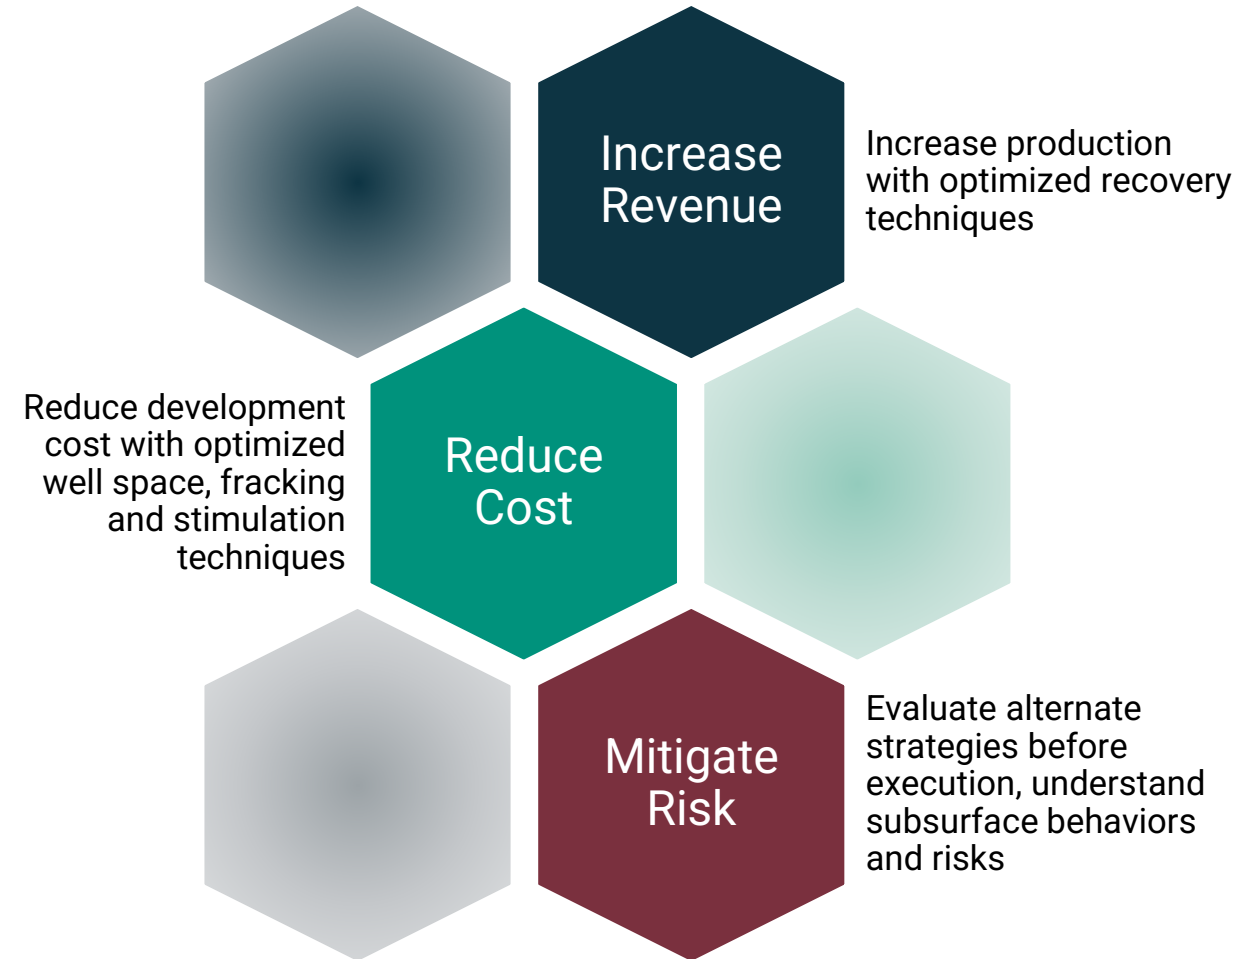 Increase
Revenue
Increase production
with optimized recovery
techniques
Reduce development
cost with optimized
well space, fracking
and stimulation
techniques
Reduce
Cost
Mitigate
Risk
Evaluate alternate
strategies before
execution, understand
subsurface behaviors
and risks